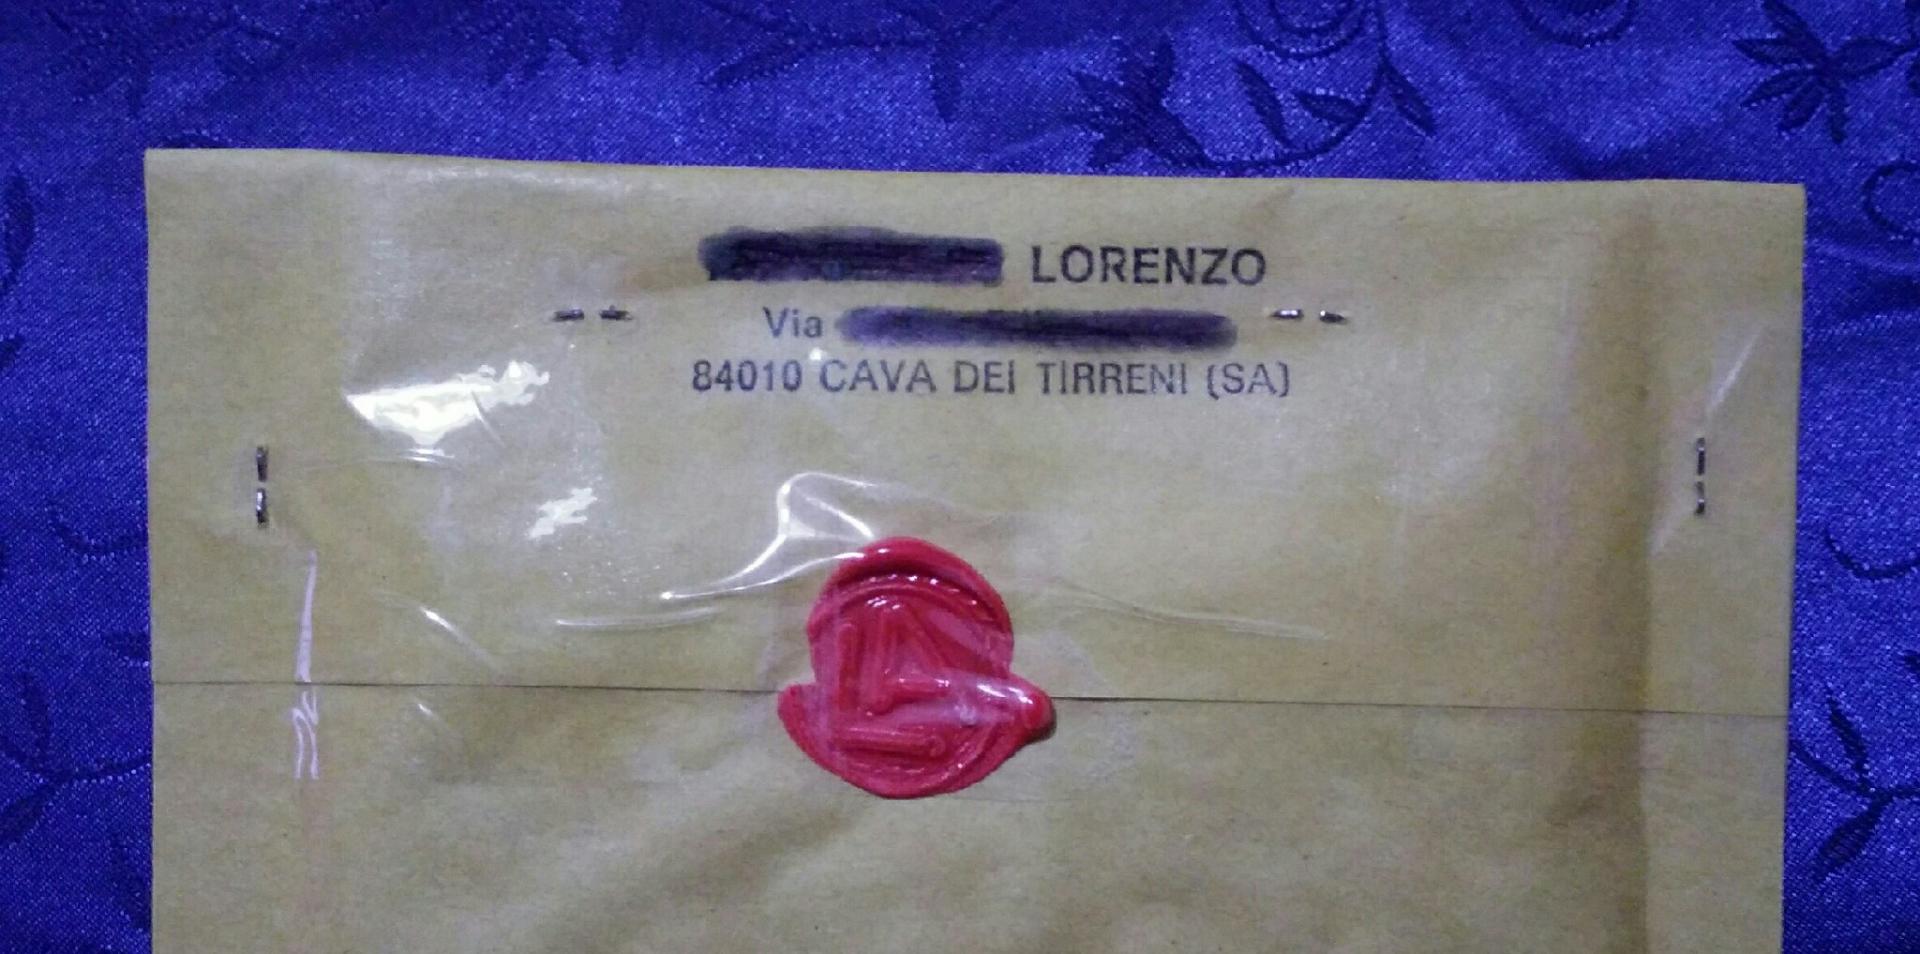 LORENZO
Via
84010 CAVA DEI TIRRENI (SA)